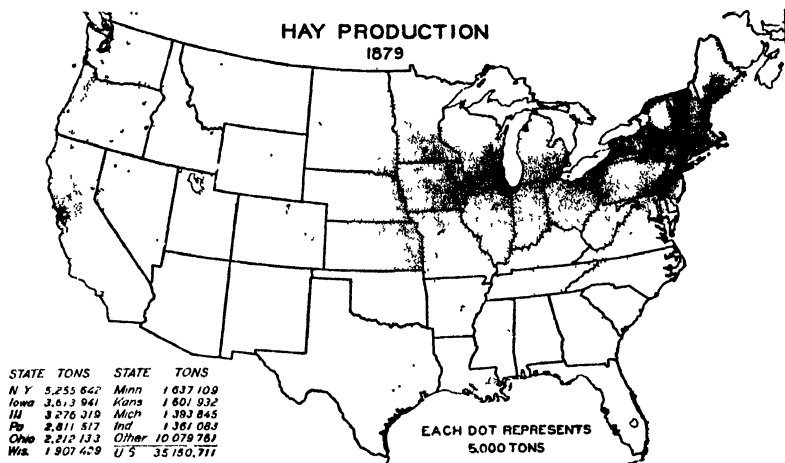 HAY PRODUCTION
1879
STATE TONS STATE TONS
N Y 5,255 642 Minn 1 637 109
Iowa 3,613 941 Kans 1 601 932
Ill 3 276 319 Mich 1 393 845
Pa 2,811 517 Ind 1 361 083
Ohio 2,212 133 Other 10 079 761
Wis. 1 907 429 U S 35 150,711
EACH DOT REPRESENTS
5,000 TONS